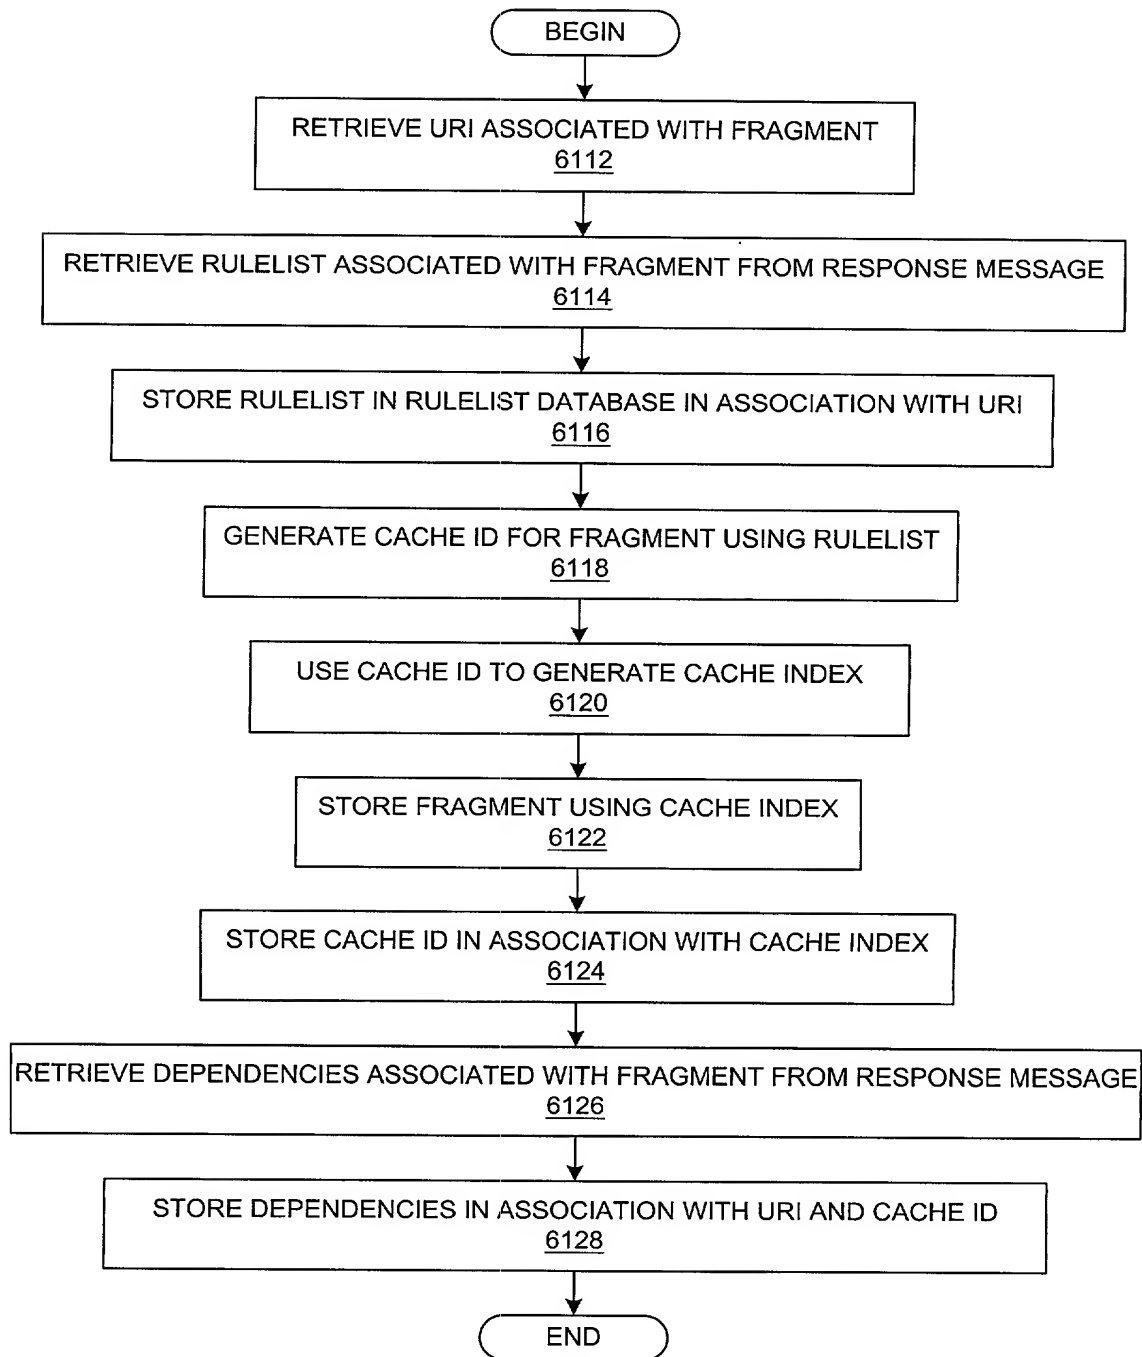 BEGIN
RETRIEVE URI ASSOCIATED WITH FRAGMENT
6112
RETRIEVE RULELIST ASSOCIATED WITH FRAGMENT FROM RESPONSE MESSAGE
6114
STORE RULELIST IN RULELIST DATABASE IN ASSOCIATION WITH URI
6116
GENERATE CACHE ID FOR FRAGMENT USING RULELIST
6118
USE CACHE ID TO GENERATE CACHE INDEX
6120
STORE FRAGMENT USING CACHE INDEX
6122
STORE CACHE ID IN ASSOCIATION WITH CACHE INDEX
6124
RETRIEVE DEPENDENCIES ASSOCIATED WITH FRAGMENT FROM RESPONSE MESSAGE
6126
STORE DEPENDENCIES IN ASSOCIATION WITH URI AND CACHE ID
6128
END